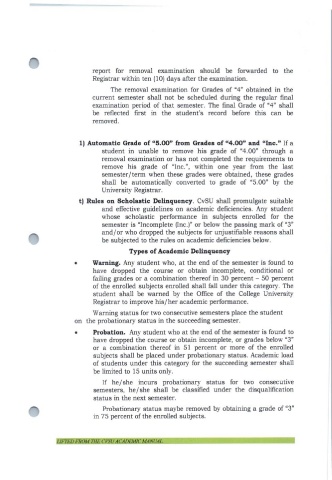 report for removal examination should be forwarded to the
Registrar within ten [10] days after the examination.
The removal examination for Grades of "4" obtained in the
current semester shall not be scheduled during the regular final
examination period of that semester. The final Grade of "4" shall
be reflected first in the student's record before this can be
removed.
1) Automatic Grade of "5.00" from Grades of "4.00" and "Inc." If a
student in unable to remove his grade of "4.00" through a
removal examination or has not completed the requirements to
remove his grade of "Inc.", within one year from the last
semester/term when these grades were obtained, these grades
shall be automatically converted to grade of "5.00" by the
University Registrar.
t) Rules on Scholastic Delinquency. CvSU shall promulgate suitable
and effective guidelines on academic deficiencies. Any student
whose scholastic performance in subjects enrolled for the
semester is "Incomplete (Inc.)" or below the passing mark of "3"
and/or who dropped the subjects for unjustifiable reasons shall
be subjected to the rules on academic deficiencies below.
Types of Academic Delinquency
• Warning. Any student who, at the end of the semester is found to
have dropped the course or obtain incomplete, conditional or
failing grades or a combination thereof in 30 percent – 50 percent
of the enrolled subjects enrolled shall fall under this category. The
student shall be warned by the Office of the College University
Registrar to improve his/her academic performance.
Warning status for two consecutive semesters place the student
on the probationary status in the succeeding semester.
• Probation. Any student who at the end of the semester is found to
have dropped the course or obtain incomplete, or grades below "3"
or a combination thereof in 51 percent or more of the enrolled
subjects shall be placed under probationary status. Academic load
of students under this category for the succeeding semester shall
be limited to 15 units only.
If he/she incurs probationary status for two consecutive
semesters, he/she shall be classified under the disqualification
status in the next semester.
Probationary status maybe removed by obtaining a grade of "3"
in 75 percent of the enrolled subjects.
LIFTED FROM THE CVSU ACADEMIC MANUAL